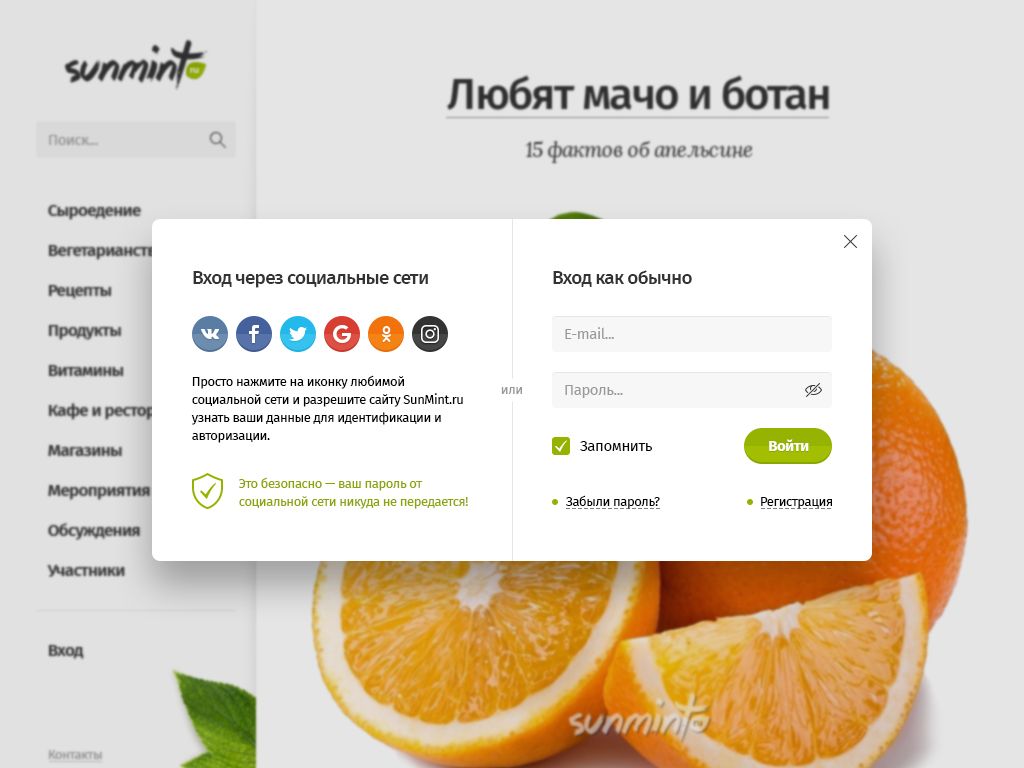 sunmint.ru
Поиск...
Сыроедение
Рецепты
Продукты
Витамины
Кафе и рестор
Магазины
Мероприятия
Обсуждения
Участники
Вход
Контакты
Любят мачо и ботан
15 фактов об апельсине
Вход через социальные сети
Просто нажмите на иконку любимой
социальной сети и разрешите сайту SunMint.ru
узнать ваши данные для идентификации и
авторизации.
Это безопасно — ваш пароль от
социальной сети никуда не передается!
или
Вход как обычно
E-mail...
Пароль...
Запомнить
Войти
Забыли пароль?
Регистрация
sunmint